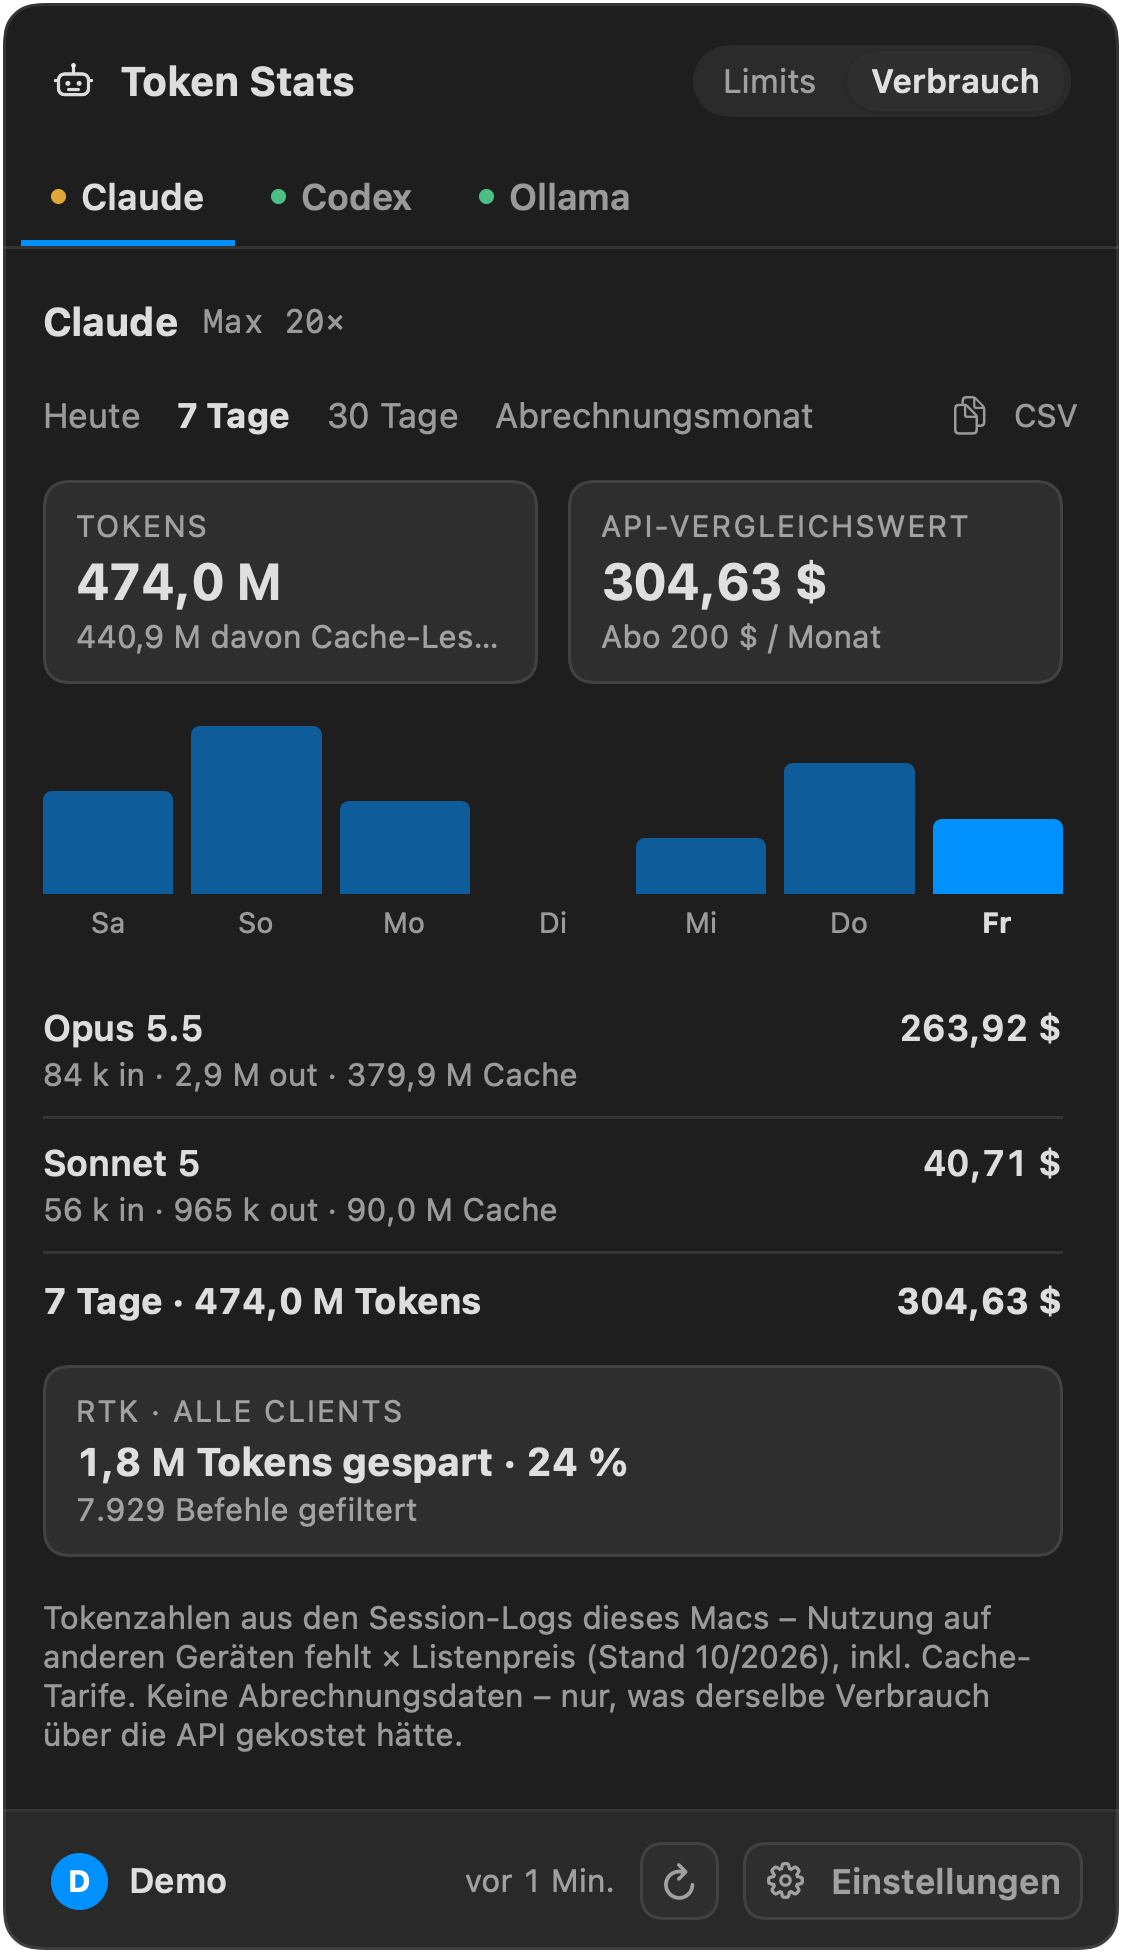 Token Stats
Limits Verbrauch
Claude Codex Ollama
Claude Max 20×
Heute 7 Tage 30 Tage Abrechnungsmonat CSV
TOKENS
474,0 M
440,9 M davon Cache-Les...
API-VERGLEICHSWERT
304,63 $
Abo 200 $ / Monat
Sa So Mo Di Mi Do Fr
Opus 5.5 263,92 $
84 k in · 2,9 M out · 379,9 M Cache
Sonnet 5 40,71 $
56 k in · 965 k out · 90,0 M Cache
7 Tage · 474,0 M Tokens 304,63 $
RTK · ALLE CLIENTS
1,8 M Tokens gespart · 24 %
7.929 Befehle gefiltert
Tokenzahlen aus den Session-Logs dieses Macs – Nutzung auf
anderen Geräten fehlt × Listenpreis (Stand 10/2026), inkl. Cache-
Tarife. Keine Abrechnungsdaten – nur, was derselbe Verbrauch
über die API gekostet hätte.
D Demo vor 1 Min. Einstellungen